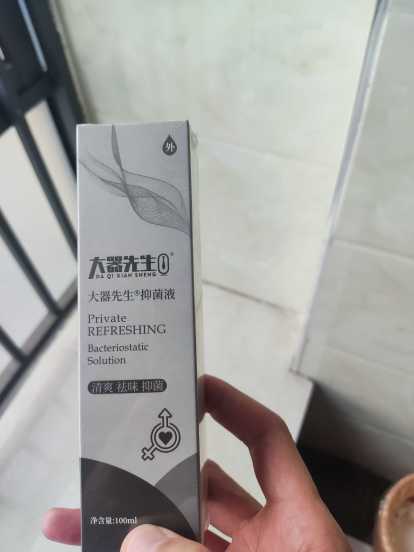 外
大器先生®
DA QI XIAN SHENG
大器先生®抑菌液
Private
REFRESHING
Bacteriostatic
Solution
清爽 祛味 抑菌
净含量:100ml